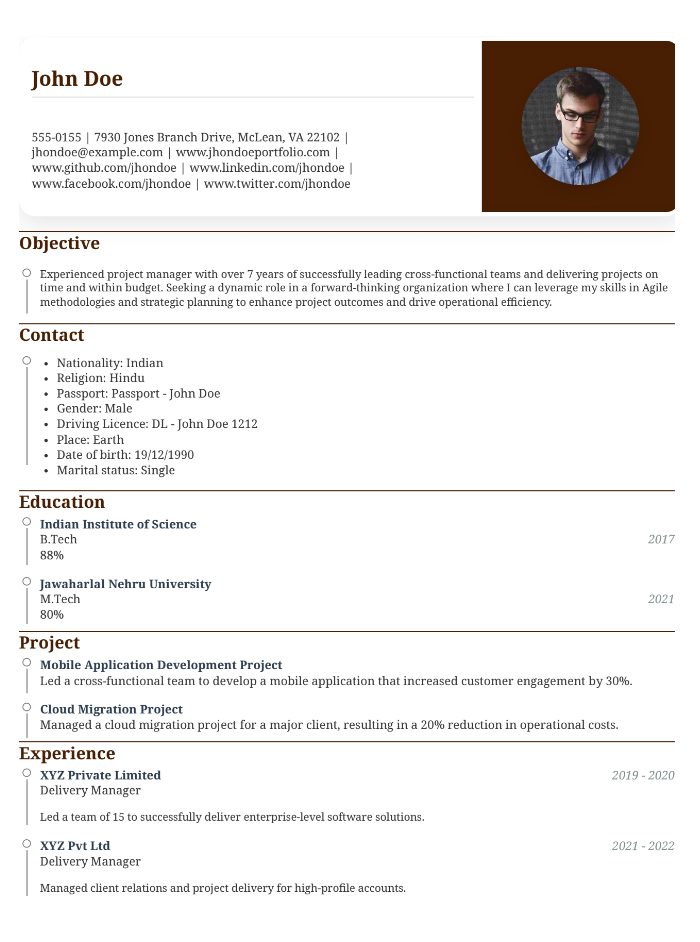 John Doe
555-0155 | 7930 Jones Branch Drive, McLean, VA 22102 |
jhondoe@example.com | www.jhondoeportfolio.com |
www.github.com/jhondoe | www.linkedin.com/jhondoe |
www.facebook.com/jhondoe | www.twitter.com/jhondoe
Objective
Experienced project manager with over 7 years of successfully leading cross-functional teams and delivering projects on
time and within budget. Seeking a dynamic role in a forward-thinking organization where I can leverage my skills in Agile
methodologies and strategic planning to enhance project outcomes and drive operational efficiency.
Contact
• Nationality: Indian
• Religion: Hindu
• Passport: Passport - John Doe
• Gender: Male
• Driving Licence: DL - John Doe 1212
• Place: Earth
• Date of birth: 19/12/1990
• Marital status: Single
Education
Indian Institute of Science
B.Tech 2017
88%
Jawaharlal Nehru University
M.Tech 2021
80%
Project
Mobile Application Development Project
Led a cross-functional team to develop a mobile application that increased customer engagement by 30%.
Cloud Migration Project
Managed a cloud migration project for a major client, resulting in a 20% reduction in operational costs.
Experience
XYZ Private Limited 2019 - 2020
Delivery Manager
Led a team of 15 to successfully deliver enterprise-level software solutions.
XYZ Pvt Ltd 2021 - 2022
Delivery Manager
Managed client relations and project delivery for high-profile accounts.